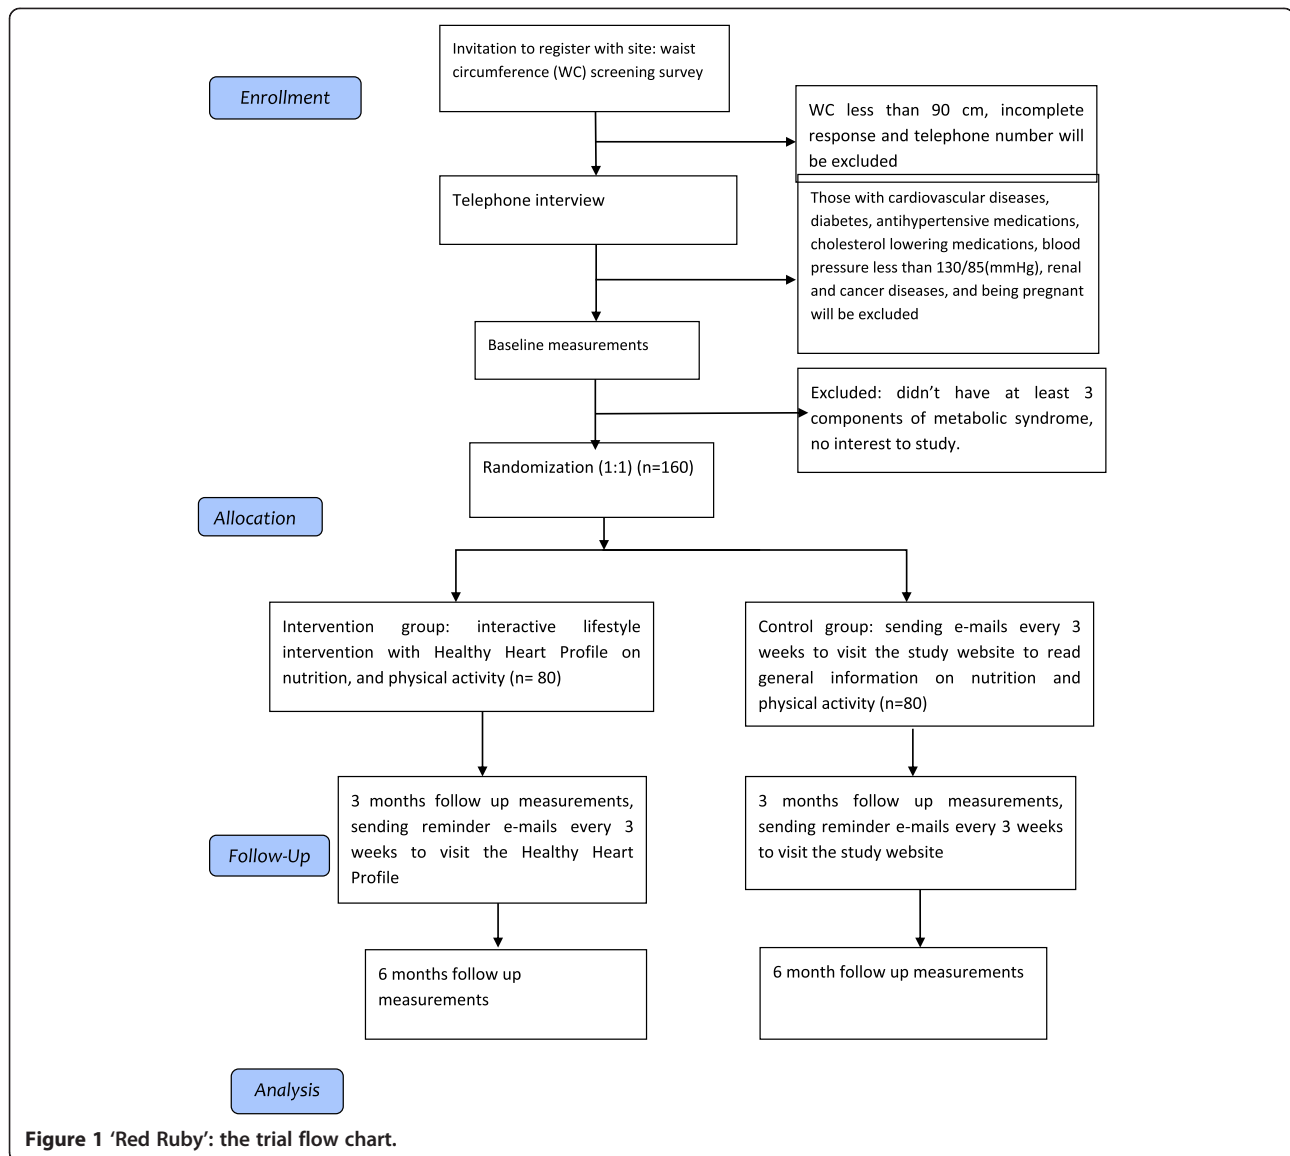 Invitation to register with site: waist
circumference (WC) screening survey
Enrollment
WC less than 90 cm, incomplete
response and telephone number will
be excluded
Telephone interview
Those with cardiovascular diseases,
diabetes, antihypertensive medications,
cholesterol lowering medications, blood
pressure less than 130/85(mmHg), renal
and cancer diseases, and being pregnant
will be excluded
Baseline measurements
Excluded: didn’t have at least 3
components of metabolic syndrome,
no interest to study.
Randomization (1:1) (n=160)
Allocation
Intervention group: interactive lifestyle
intervention with Healthy Heart Profile on
nutrition, and physical activity (n= 80)
Control group: sending e-mails every 3
weeks to visit the study website to read
general information on nutrition and
physical activity (n=80)
3 months follow up measurements,
sending reminder e-mails every 3
weeks to visit the Healthy Heart
Profile
3 months follow up measurements,
sending reminder e-mails every 3 weeks
to visit the study website
Follow-Up
6 months follow up
measurements
6 month follow up measurements
Analysis
Figure 1 ‘Red Ruby’: the trial flow chart.